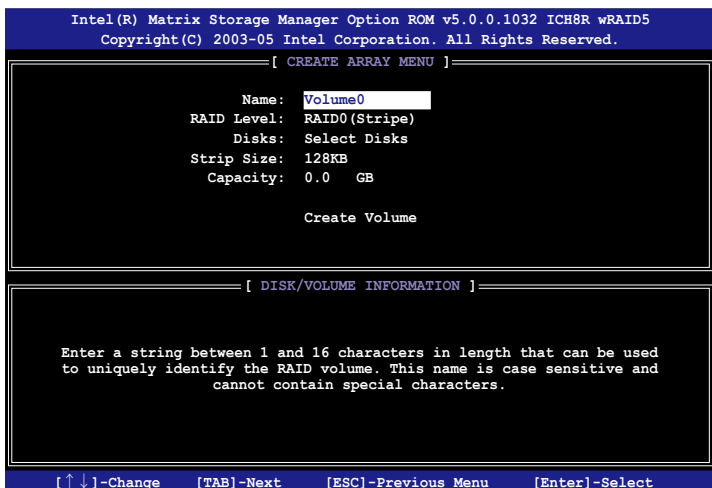 Intel(R) Matrix Storage Manager Option ROM v5.0.0.1032 ICH8R wRAID5
Copyright(C) 2003-05 Intel Corporation. All Rights Reserved.
[ CREATE ARRAY MENU ]
Name: Volume0
RAID Level: RAID0(Stripe)
Disks: Select Disks
Strip Size: 128KB
Capacity: 0.0 GB
Create Volume
[ DISK/VOLUME INFORMATION ]
Enter a string between 1 and 16 characters in length that can be used
to uniquely identify the RAID volume. This name is case sensitive and
cannot contain special characters.
[↑↓]-Change [TAB]-Next [ESC]-Previous Menu [Enter]-Select